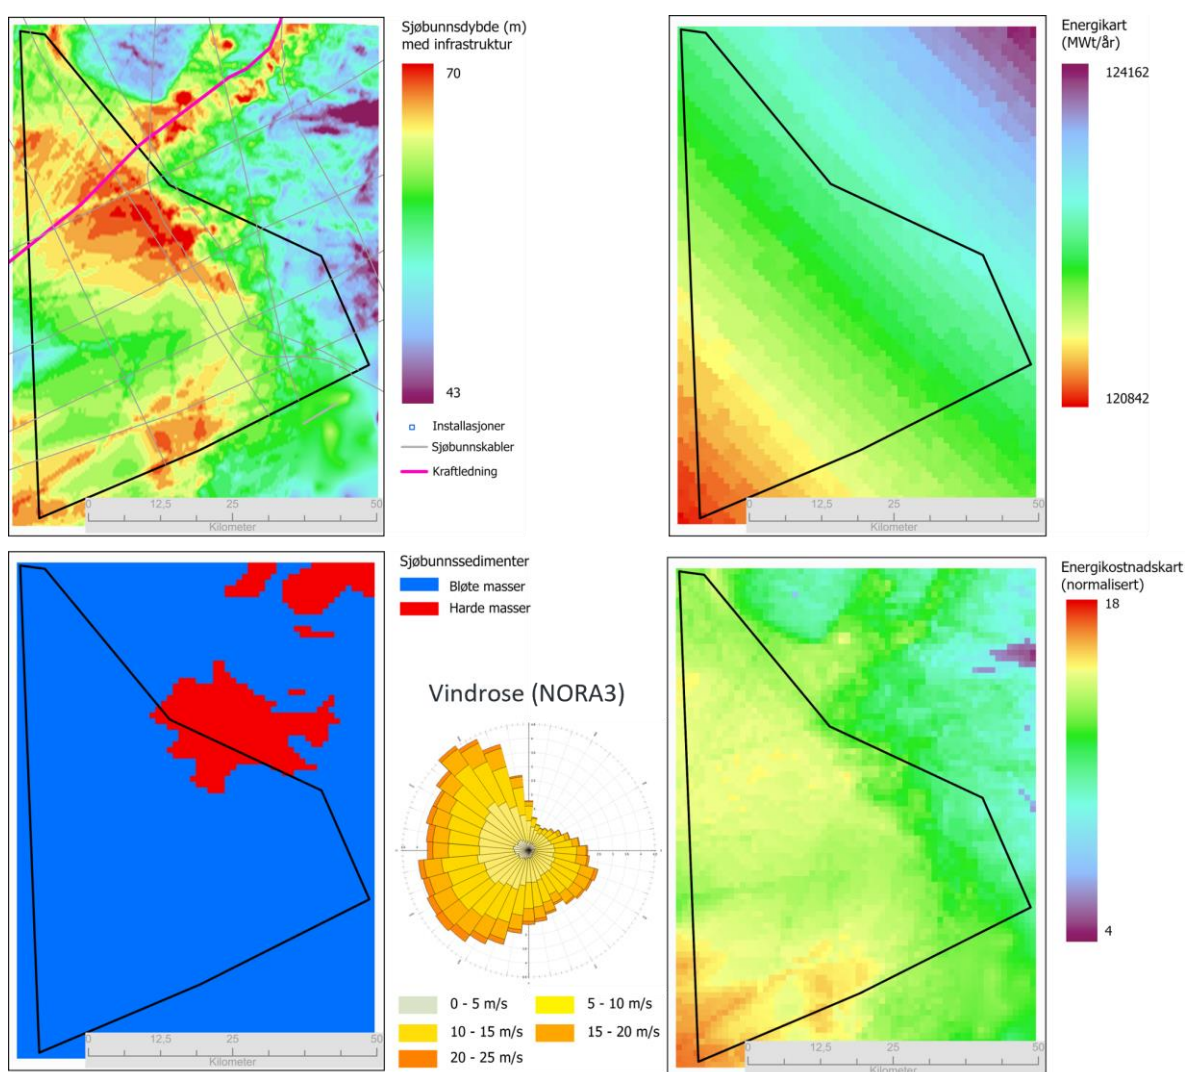 Sjøbunnsdybde (m)
med infrastruktur
70
43
Installasjoner
Sjøbunnskabler
Kraftledning
0 12,5 25 50
Kilometer
Energikart
(MWt/år)
124162
120842
0 12,5 25 50
Kilometer
Sjøbunnssedimenter
Bløte masser
Harde masser
0 12,5 25 50
Kilometer
Vindrose (NORA3)
0 - 5 m/s
5 - 10 m/s
10 - 15 m/s
15 - 20 m/s
20 - 25 m/s
Energikostnadskart
(normalisert)
18
4
0 12,5 25 50
Kilometer